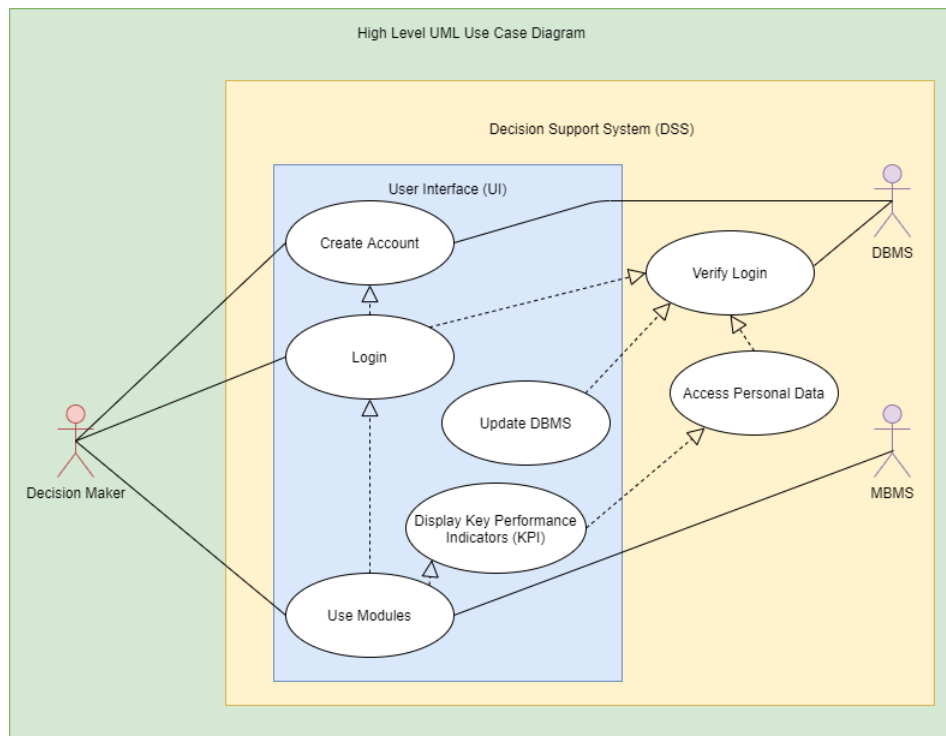 High Level UML Use Case Diagram
Decision Support System (DSS)
User Interface (UI)
Create Account
DBMS
Verify Login
Login
Access Personal Data
Update DBMS
Decision Maker
MBMS
Display Key Performance
Indicators (KPI)
Use Modules